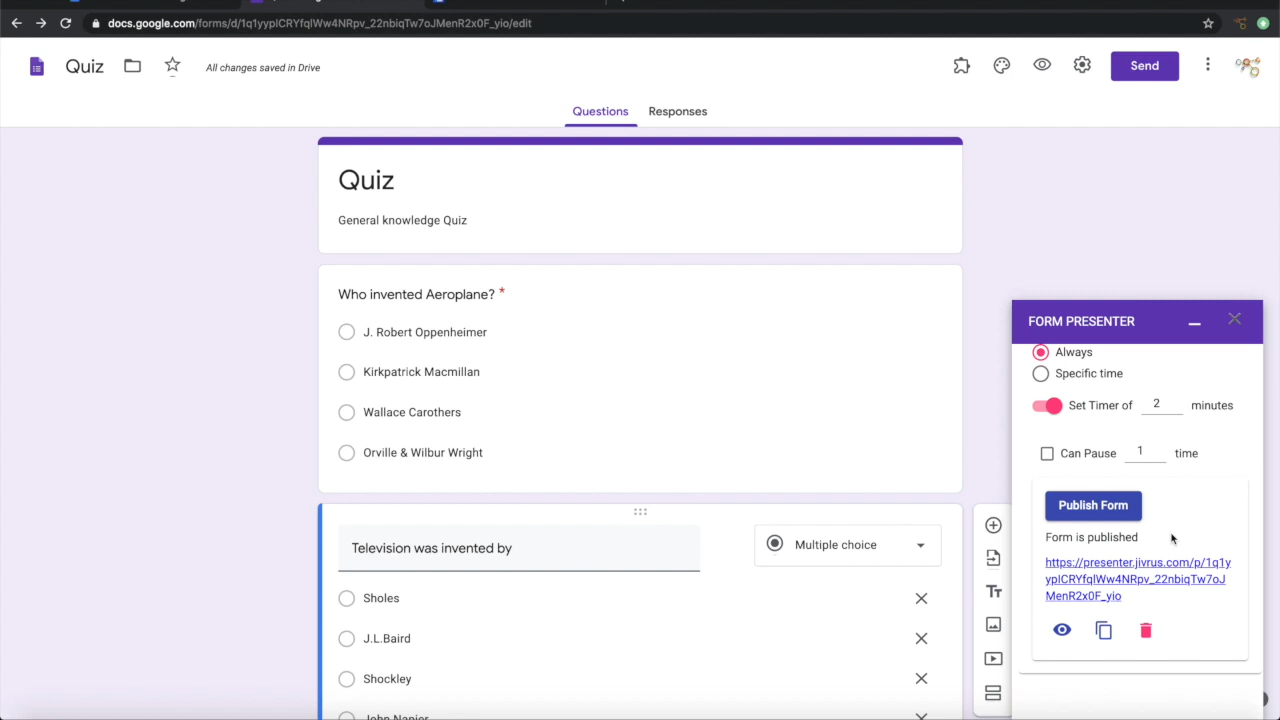 docs.google.com/forms/d/1q1yypICRYfqlWw4NRpv_22nbiqTw7oJMenR2x0F_yio/edit
Quiz
All changes saved in Drive
Send
Questions
Responses
Quiz
General knowledge Quiz
Who invented Aeroplane? *
J. Robert Oppenheimer
Kirkpatrick Macmillan
Wallace Carothers
Orville & Wilbur Wright
Television was invented by
Multiple choice
Sholes
J.L.Baird
Shockley
John Napier
Tт
FORM PRESENTER
Always
Specific time
Set Timer of 2 minutes
Can Pause 1 time
Publish Form
Form is published
https://presenter.jivrus.com/p/1q1y
ypICRYfqlWw4NRpv_22nbiqTw7oJ
MenR2x0F_yio